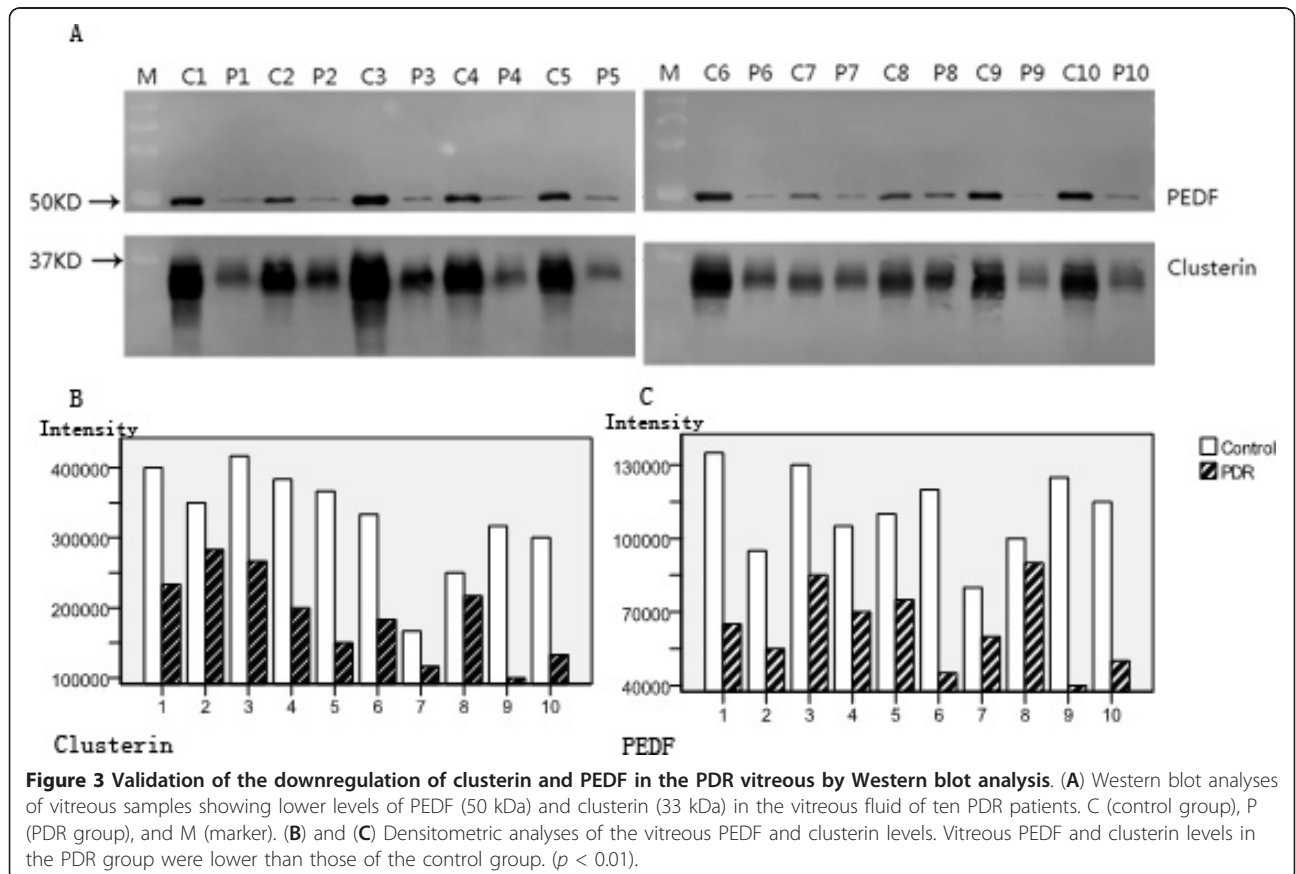 A
M C1 P1 C2 P2 C3 P3 C4 P4 C5 P5
M C6 P6 C7 P7 C8 P8 C9 P9 C10 P10
50KD →
PEDF
37KD →
Clusterin
B
Intensity
400000
300000
200000
100000
1 2 3 4 5 6 7 8 9 10
Clusterin
C
Intensity
130000
100000
70000
40000
1 2 3 4 5 6 7 8 9 10
PEDF
Control
PDR
Figure 3 Validation of the downregulation of clusterin and PEDF in the PDR vitreous by Western blot analysis. (A) Western blot analyses
of vitreous samples showing lower levels of PEDF (50 kDa) and clusterin (33 kDa) in the vitreous fluid of ten PDR patients. C (control group), P
(PDR group), and M (marker). (B) and (C) Densitometric analyses of the vitreous PEDF and clusterin levels. Vitreous PEDF and clusterin levels in
the PDR group were lower than those of the control group. (p < 0.01).